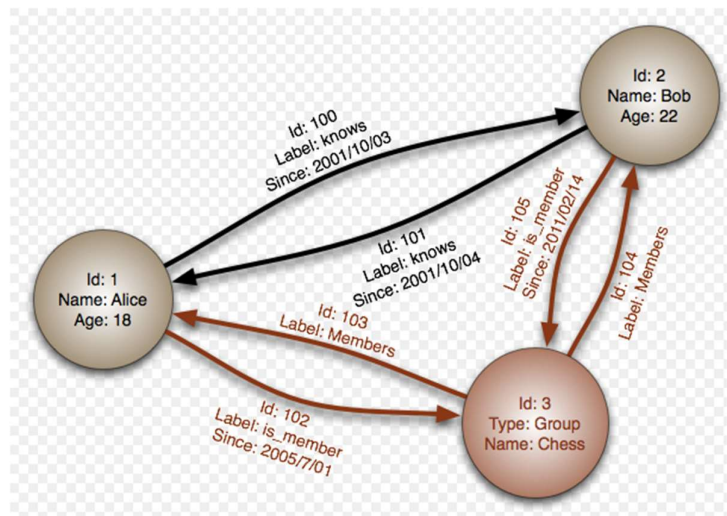 Id: 2
Name: Bob
Age: 22
Id: 100
Label: knows
Since: 2001/10/03
Id: 101
Label: knows
Since: 2001/10/04
Id: 105
Label: is_member
Since: 2011/02/14
Id: 104
Label: Members
Id: 1
Name: Alice
Age: 18
Id: 103
Label: Members
Id: 102
Label: is_member
Since: 2005/7/01
Id: 3
Type: Group
Name: Chess